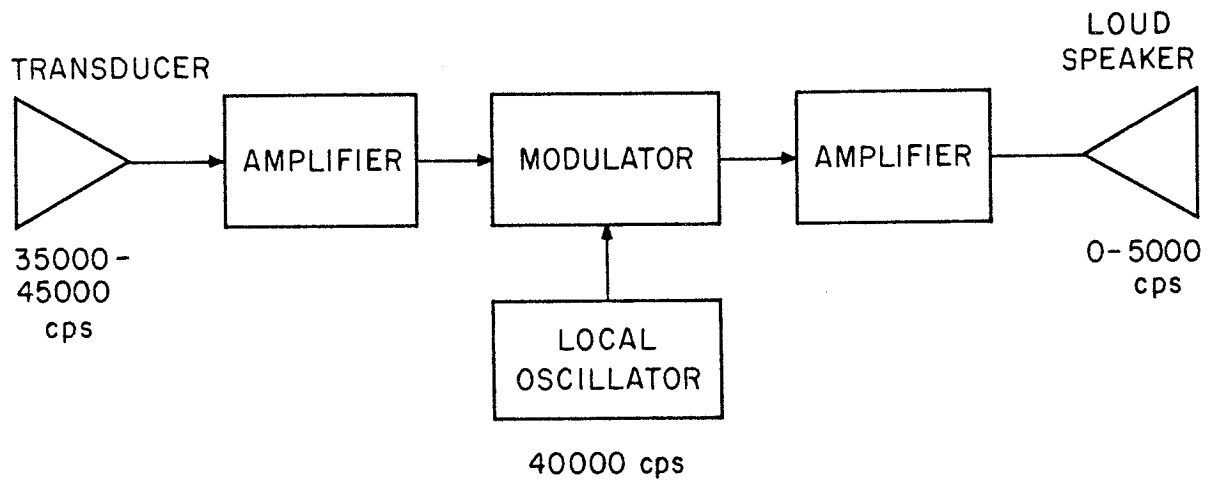 TRANSDUCER
35000-
45000
cps
AMPLIFIER
MODULATOR
LOCAL
OSCILLATOR
40000 cps
AMPLIFIER
LOUD
SPEAKER
0-5000
cps